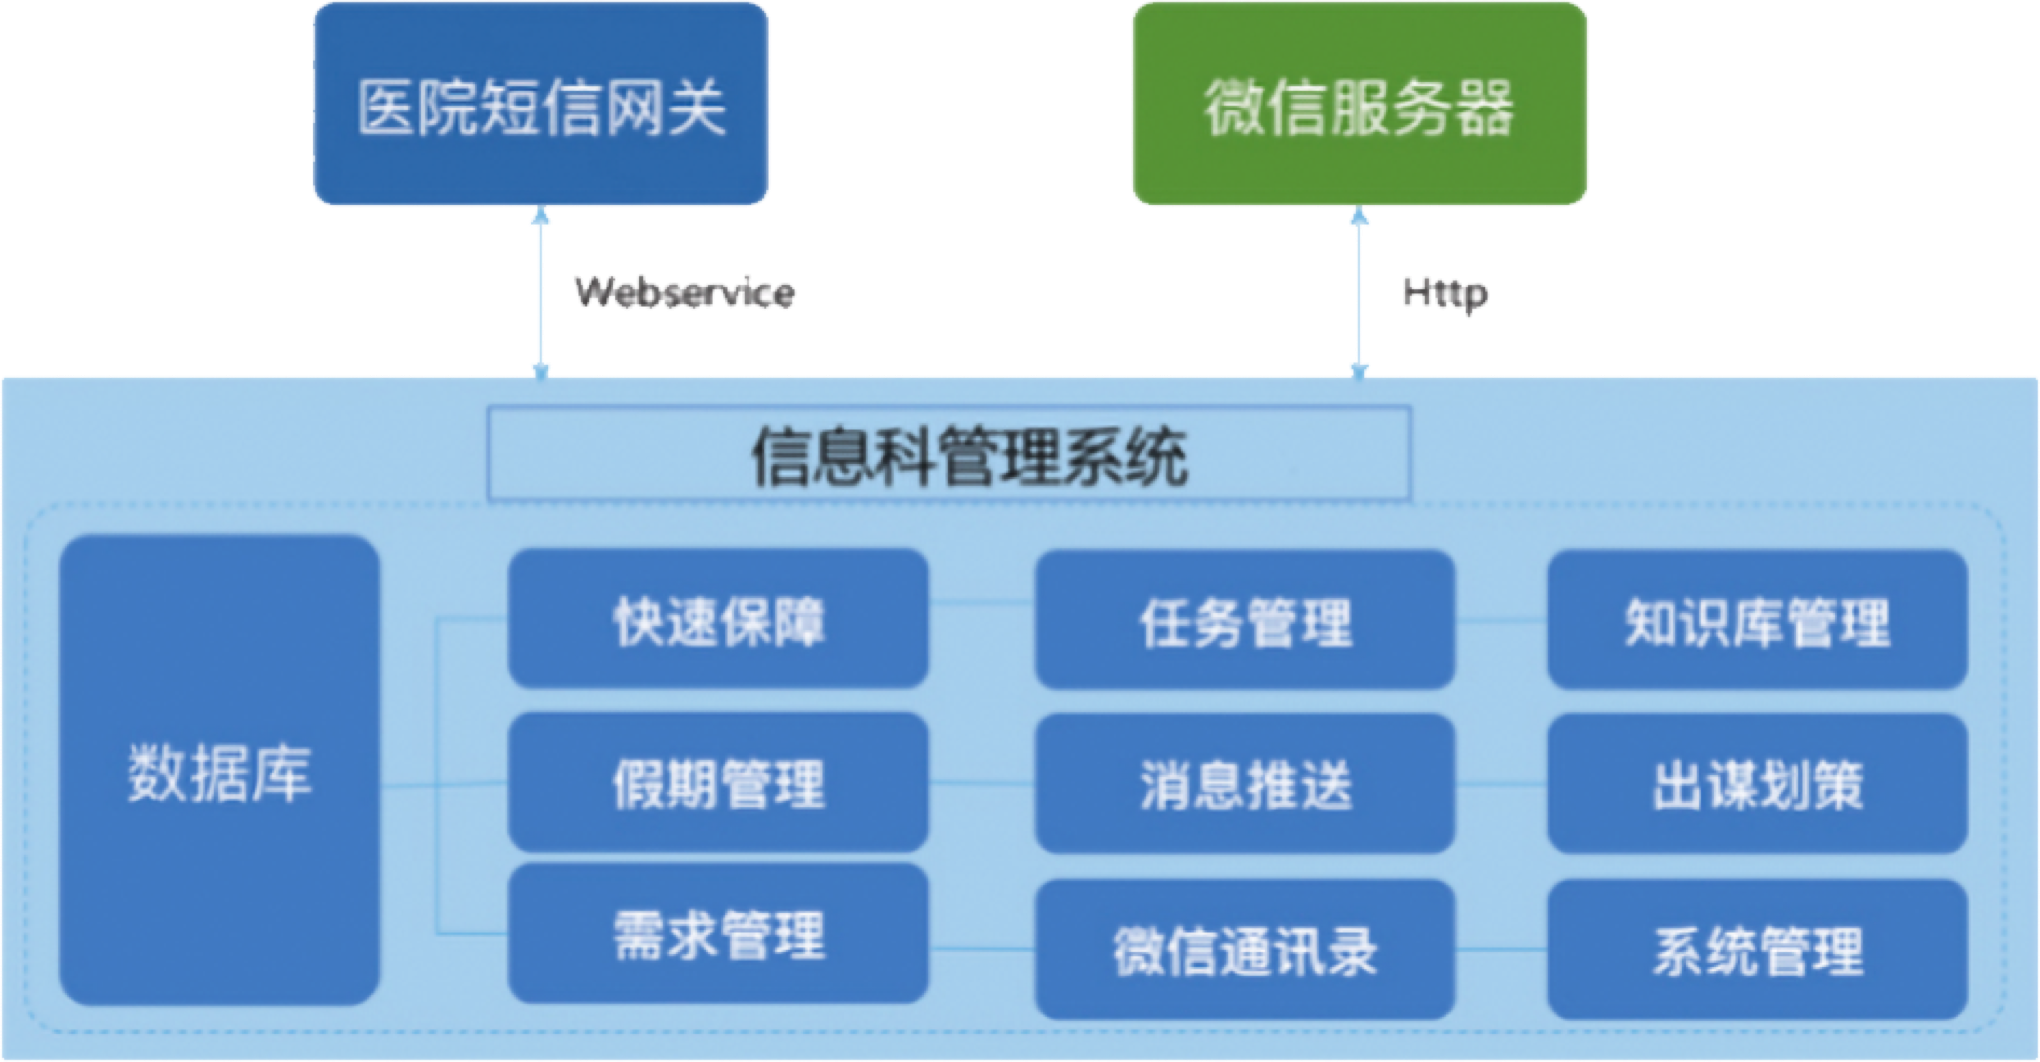 医院短信网关
微信服务器
Webservice
Http
信息科管理系统
数据库
快速保障
任务管理
知识库管理
假期管理
消息推送
出谋划策
需求管理
微信通讯录
系统管理